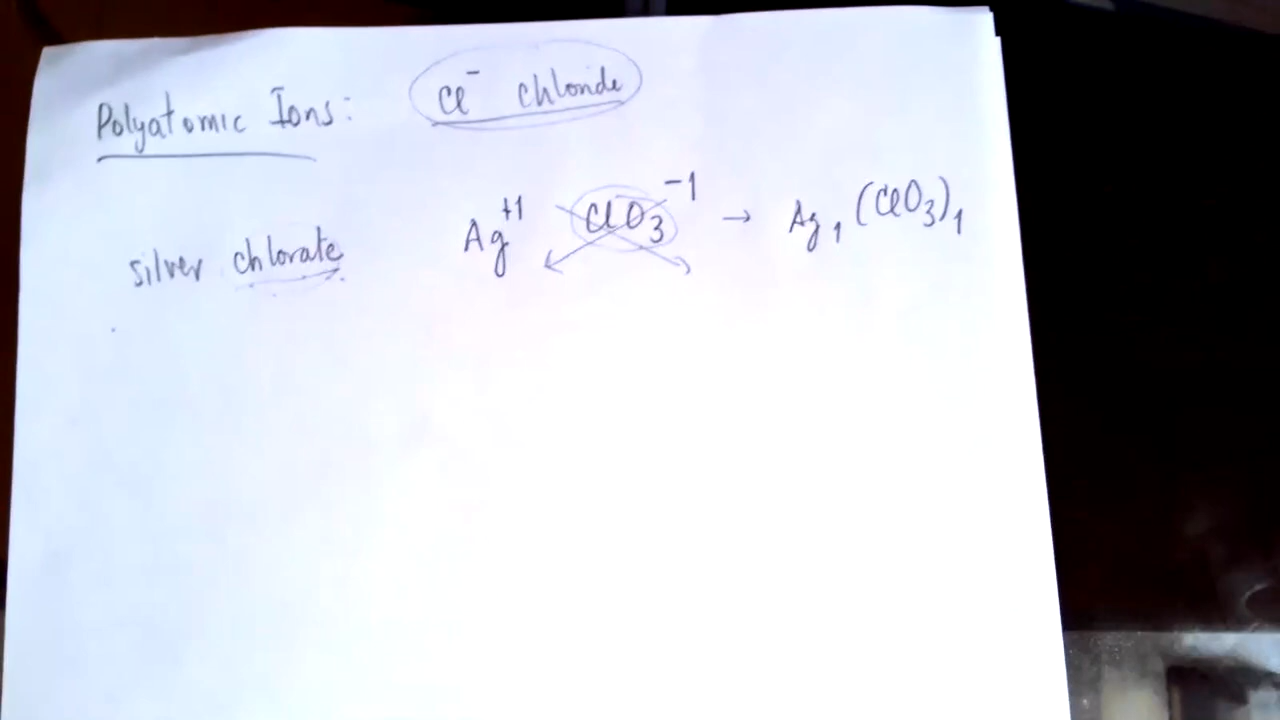 Polyatomic Ions: Cl⁻ chloride
silver chlorate Ag⁺¹ ClO₃⁻¹ → Ag₁(ClO₃)₁